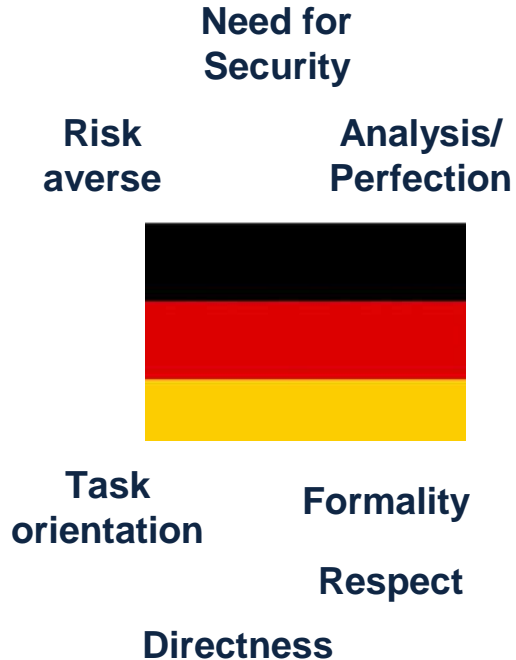 Need for
Security
Risk
averse
Analysis/
Perfection
Task
orientation
Formality
Respect
Directness